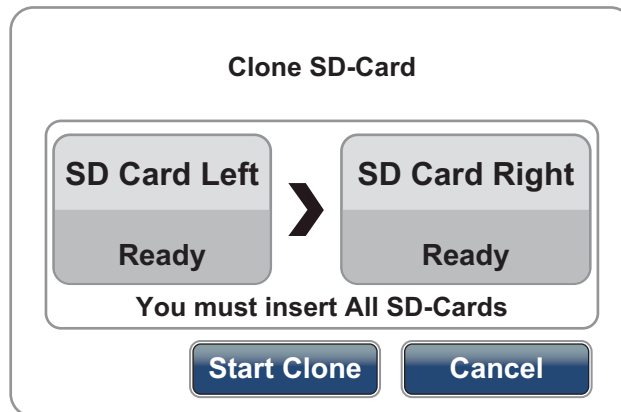 Clone SD-Card
SD Card Left
SD Card Right
Ready
Ready
You must insert All SD-Cards
Start Clone
Cancel